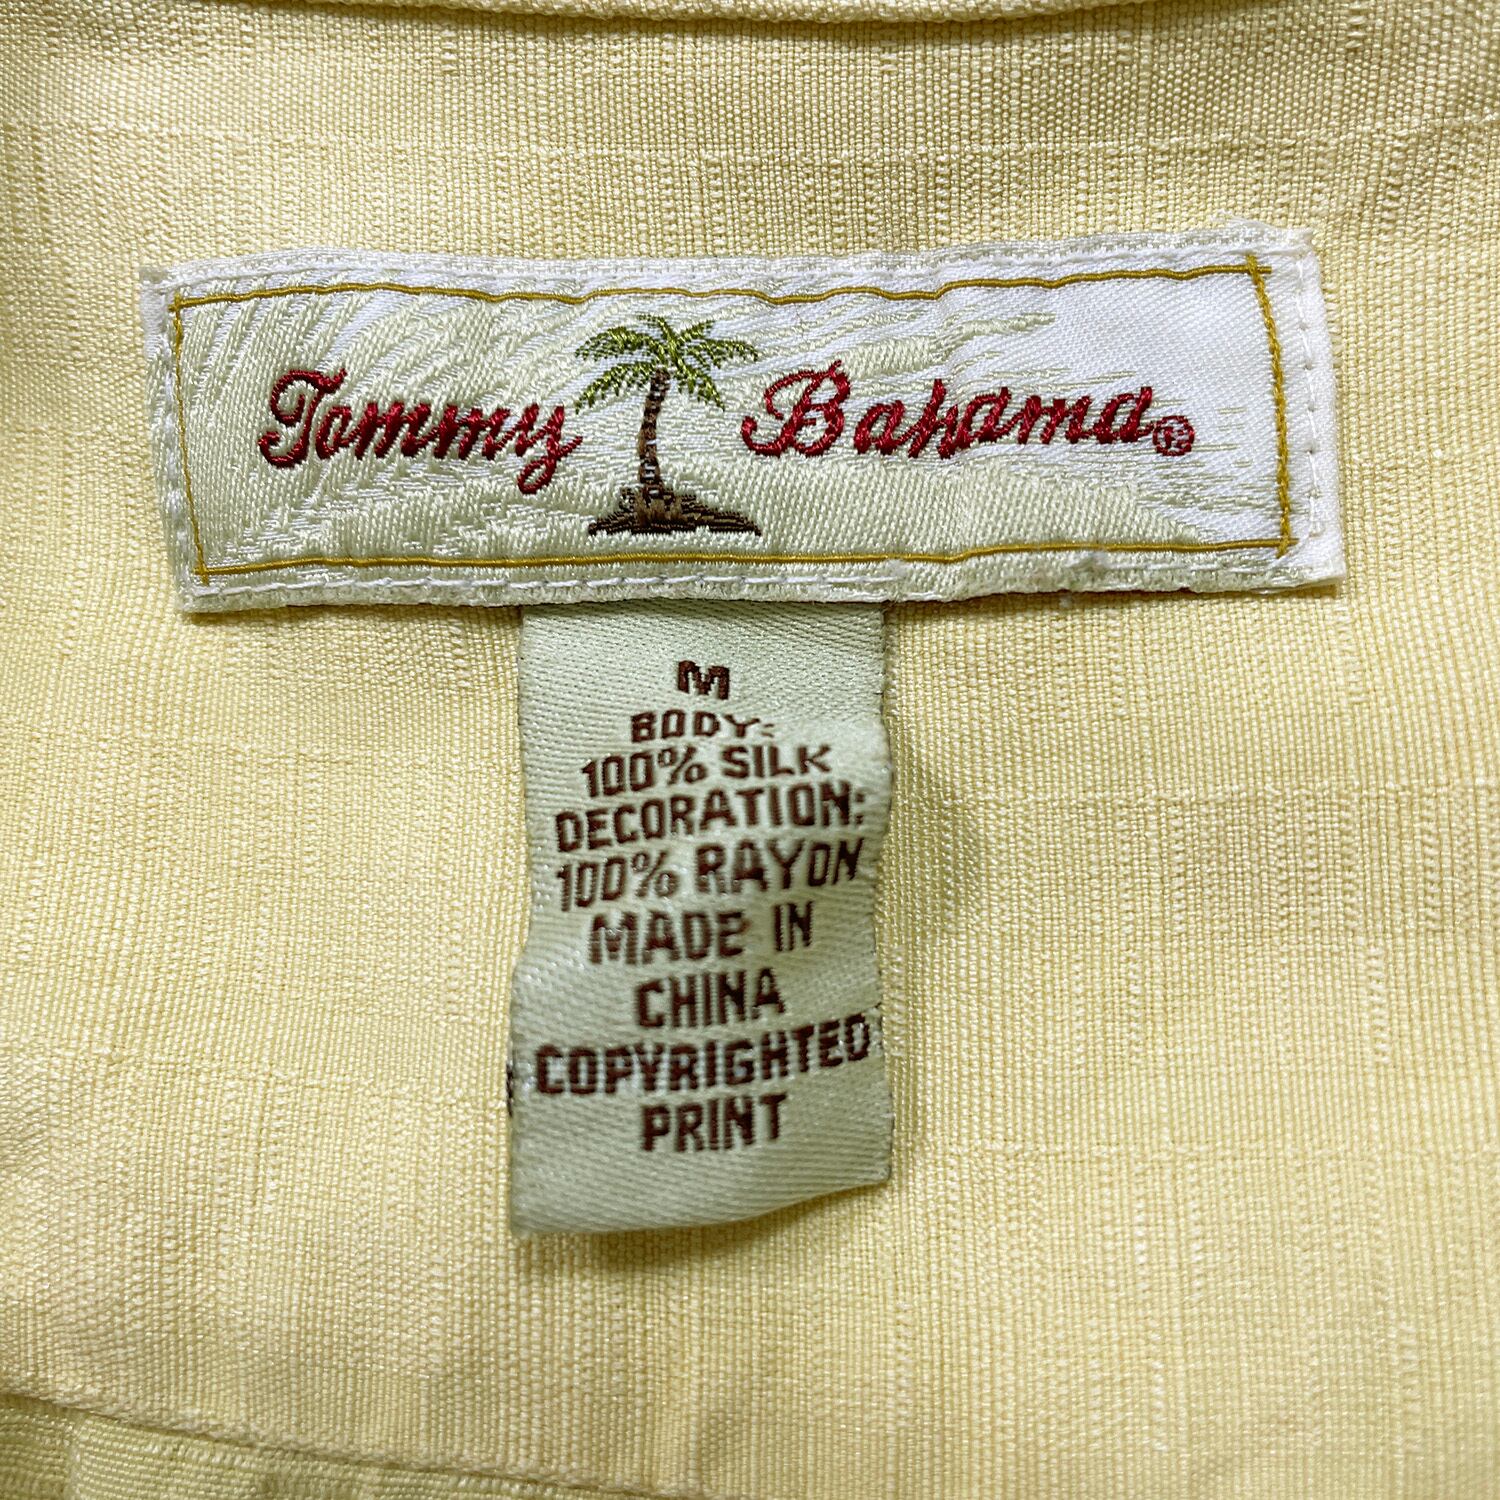 Tommy Bahama®
M
BODY:
100% SILK
DECORATION:
100% RAYON
MADE IN
CHINA
COPYRIGHTED
PRINT